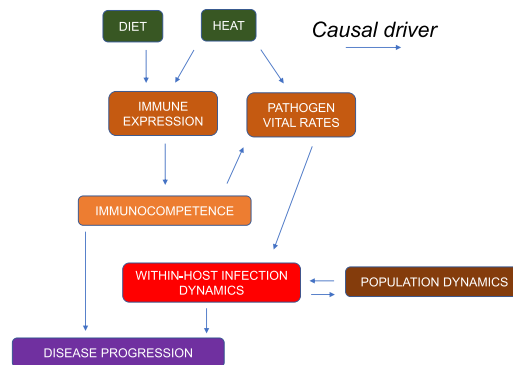 DIET
HEAT
Causal driver
IMMUNE
EXPRESSION
PATHOGEN
VITAL RATES
IMMUNOCOMPETENCE
WITHIN-HOST INFECTION
DYNAMICS
POPULATION DYNAMICS
DISEASE PROGRESSION